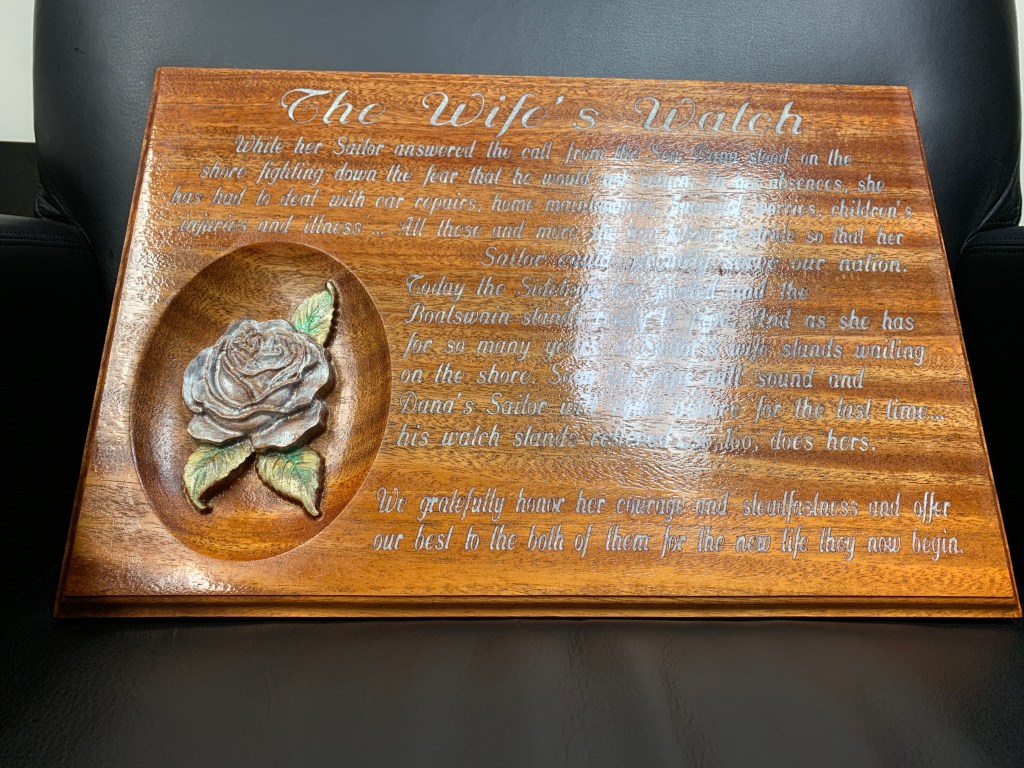 The Wife's Watch
While her Sailor answered the call from the Sea, Dana stood on the
shore fighting down the fear that he would not return. In his absences, she
has had to deal with car repairs, home maintenance, financial worries, children's
injuries and illness ... All these and more she has taken in stride so that her
Sailor could proudly serve our nation.
Today the Sideboys are posted and the
Boatswain stands ready to pipe. And as she has
for so many years, a Sailor's wife stands waiting
on the shore. Soon the pipe will sound and
Dana's Sailor will come ashore for the last time...
his watch stands relieved, so, too, does hers.
We gratefully honor her courage and steadfastness and offer
our best to the both of them for the new life they now begin.